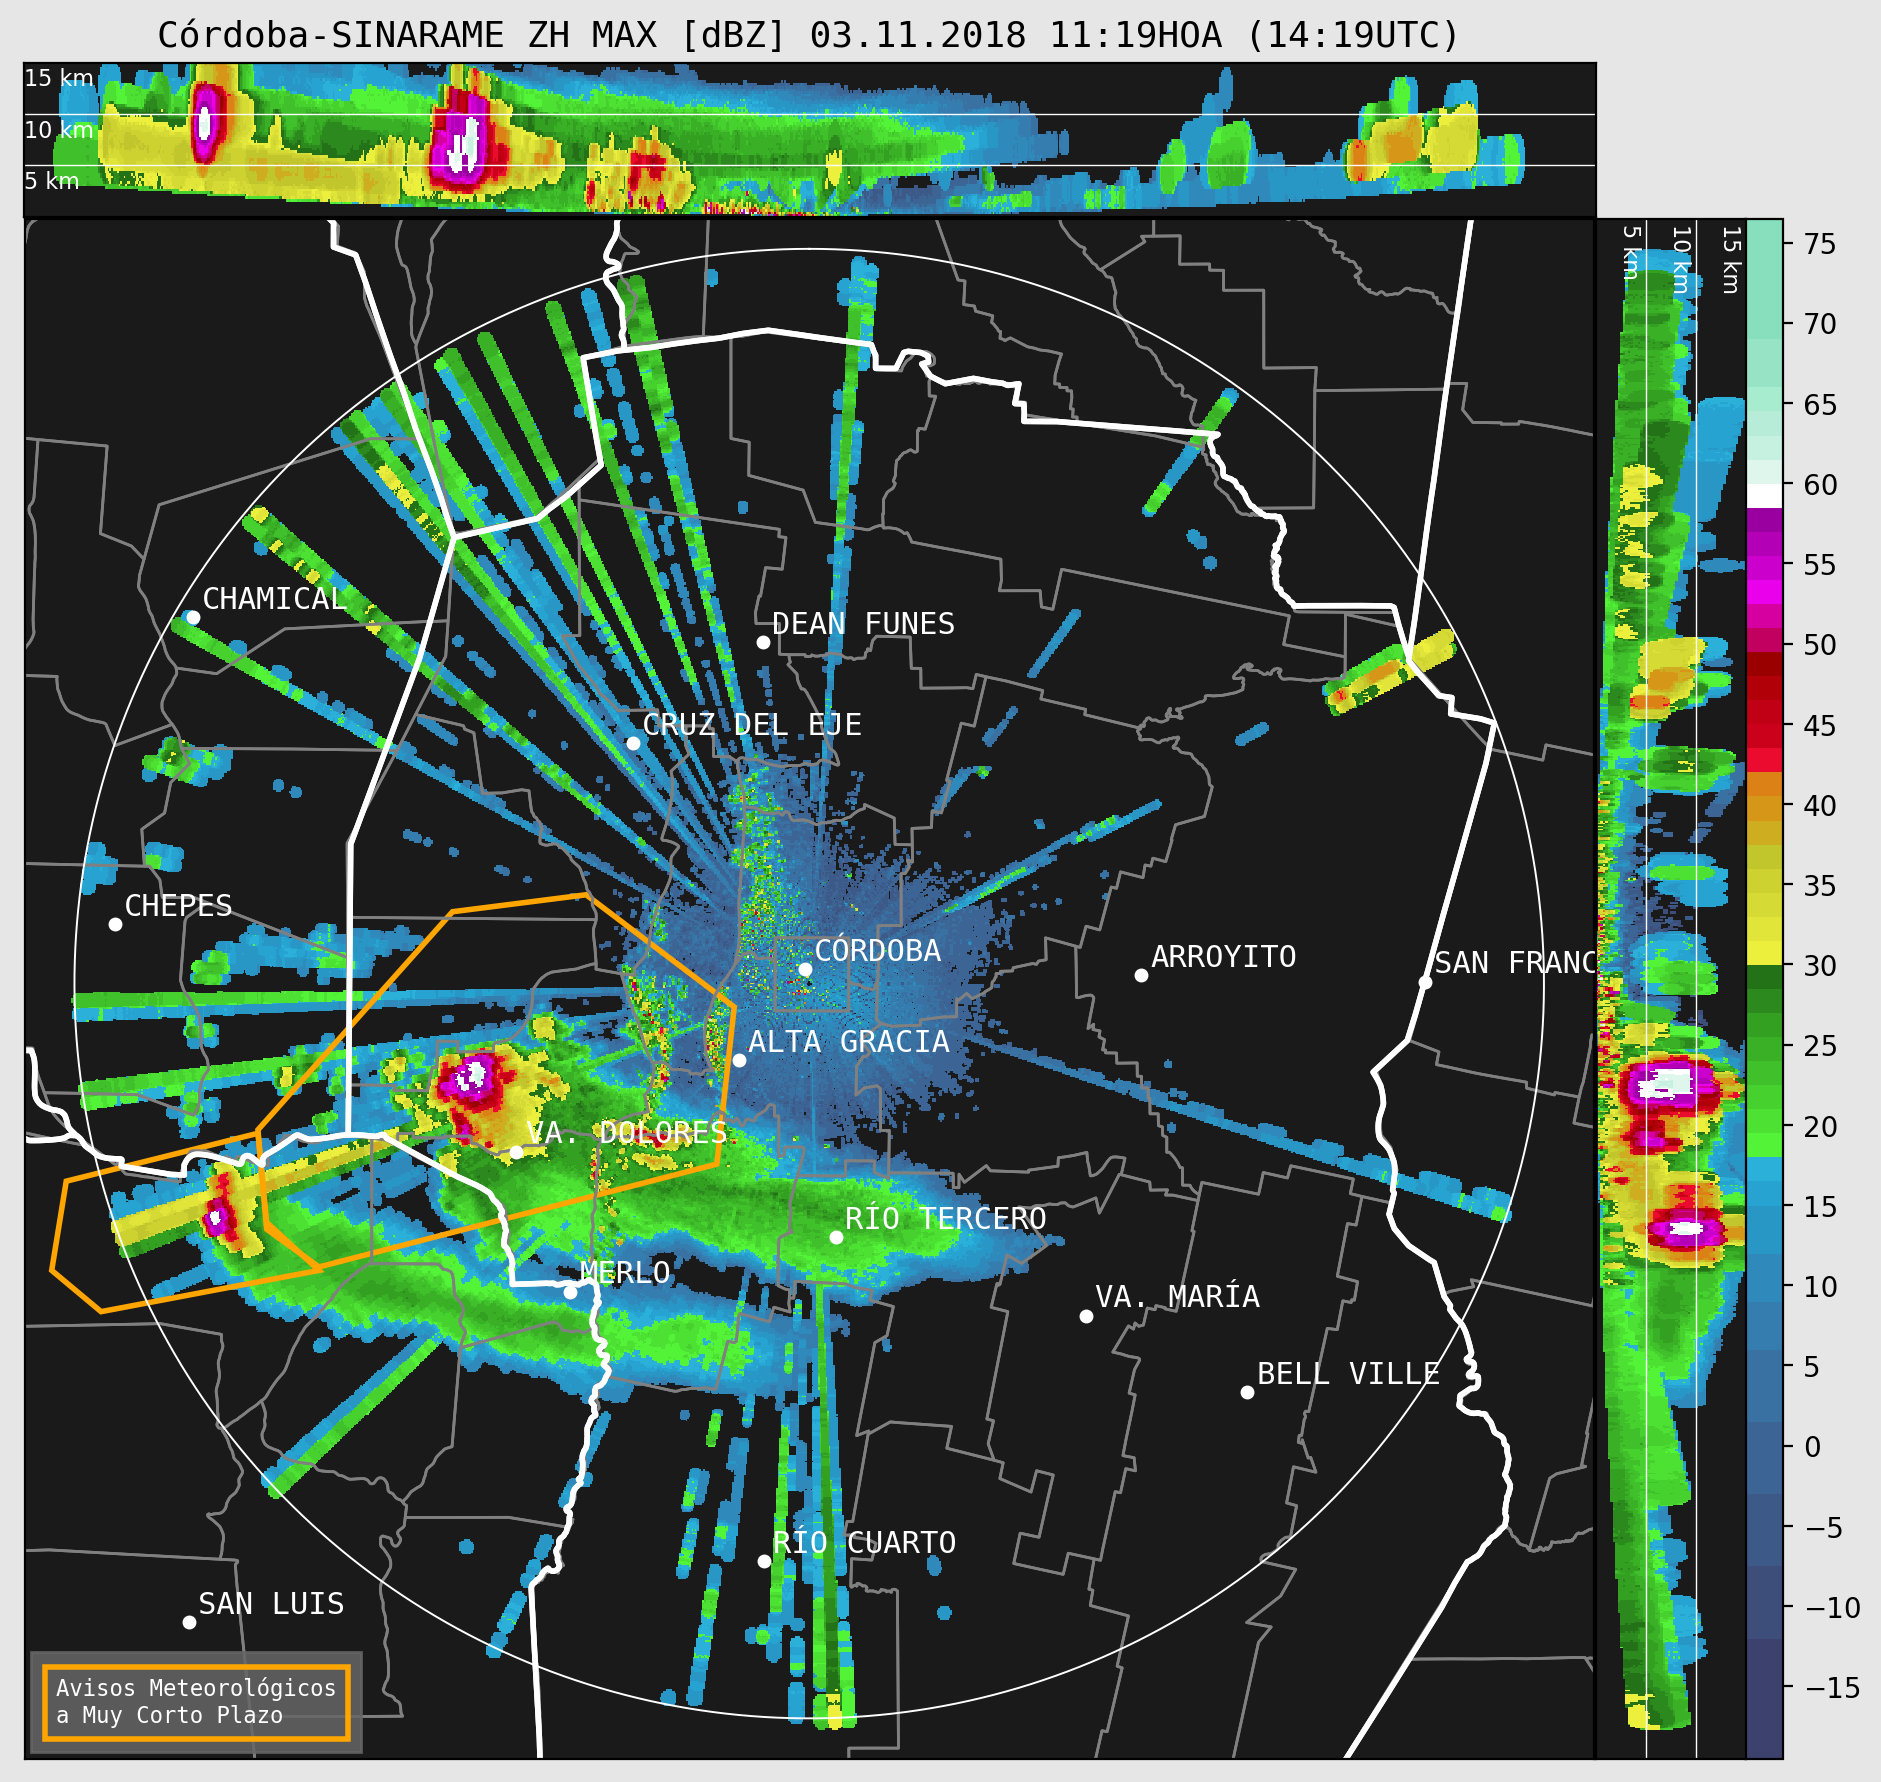 Córdoba-SINARAME ZH MAX [dBZ] 03.11.2018 11:19HOA (14:19UTC)
15 km
10 km
5 km
5 km
10 km
15 km
75
70
65
60
55
50
45
40
35
30
25
20
15
10
5
0
−5
−10
−15
CHAMICAL
DEAN FUNES
CRUZ DEL EJE
CHEPES
CÓRDOBA
ARROYITO
SAN FRANC
ALTA GRACIA
VA. DOLORES
RÍO TERCERO
MERLO
VA. MARÍA
BELL VILLE
RÍO CUARTO
SAN LUIS
Avisos Meteorológicos
a Muy Corto Plazo